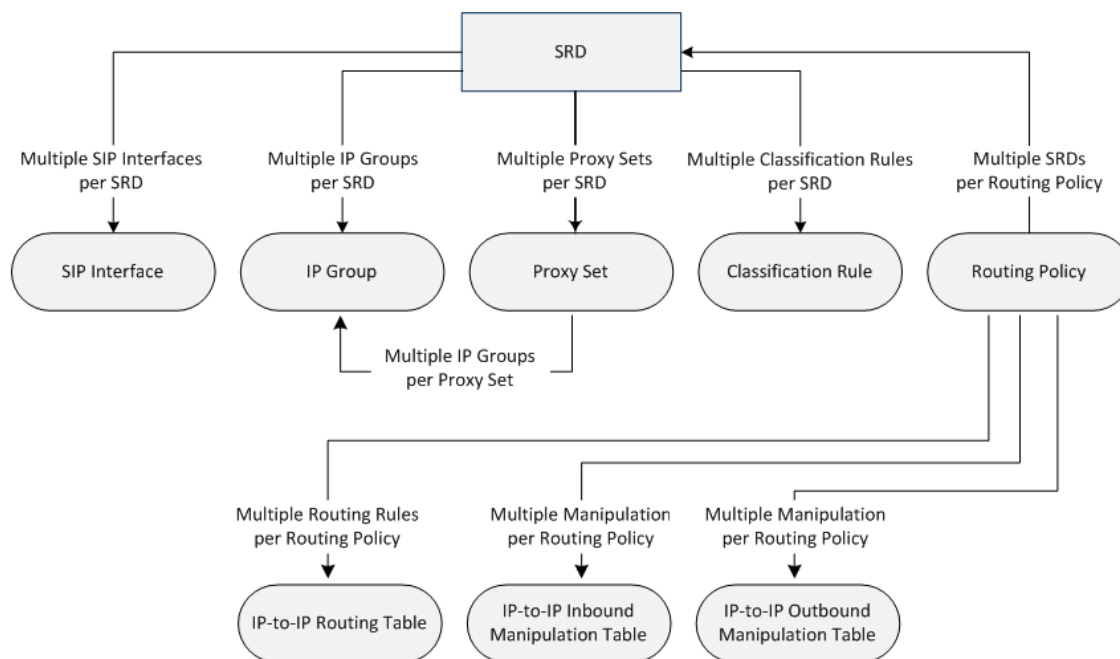 SRD
Multiple SIP Interfaces
per SRD
Multiple IP Groups
per SRD
Multiple Proxy Sets
per SRD
Multiple Classification Rules
per SRD
Multiple SRDs
per Routing Policy
SIP Interface
IP Group
Proxy Set
Classification Rule
Routing Policy
Multiple IP Groups
per Proxy Set
Multiple Routing Rules
per Routing Policy
Multiple Manipulation
per Routing Policy
Multiple Manipulation
per Routing Policy
IP-to-IP Routing Table
IP-to-IP Inbound
Manipulation Table
IP-to-IP Outbound
Manipulation Table